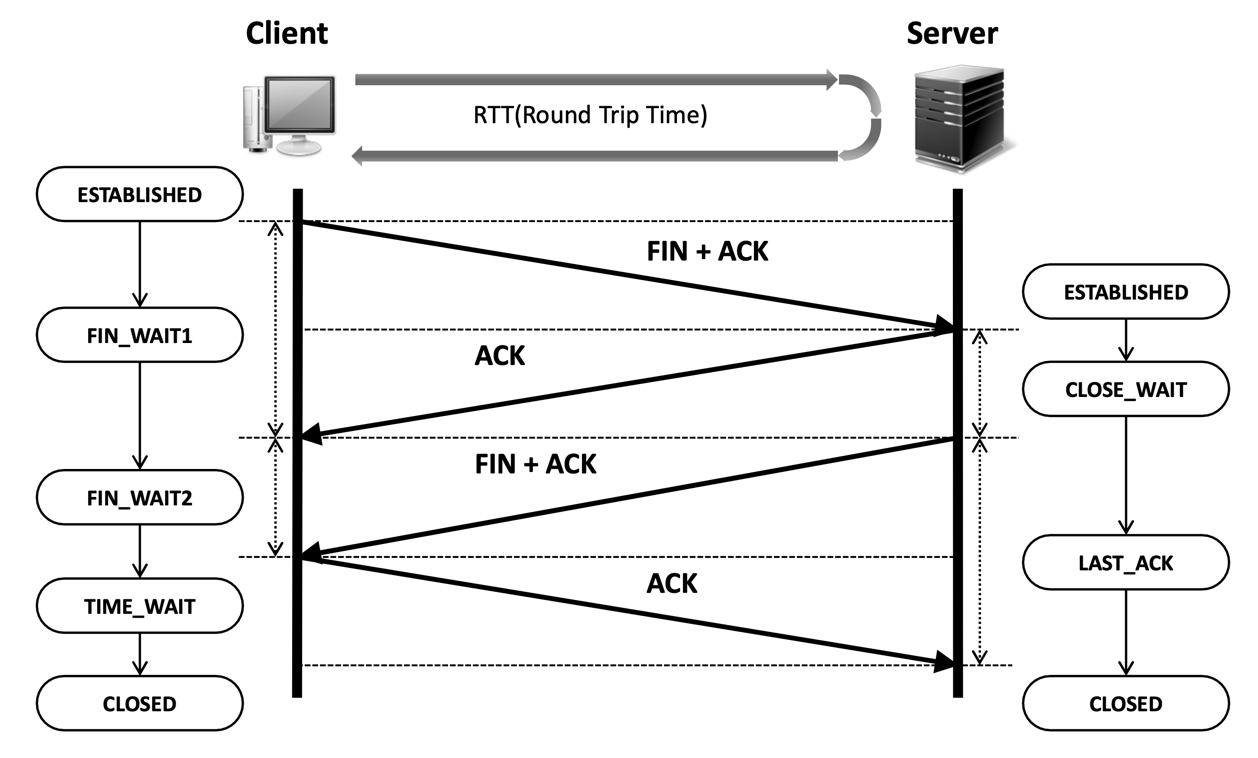 Client
Server
RTT(Round Trip Time)
ESTABLISHED
FIN + ACK
ESTABLISHED
FIN_WAIT1
ACK
CLOSE_WAIT
FIN + ACK
FIN_WAIT2
LAST_ACK
ACK
TIME_WAIT
CLOSED
CLOSED